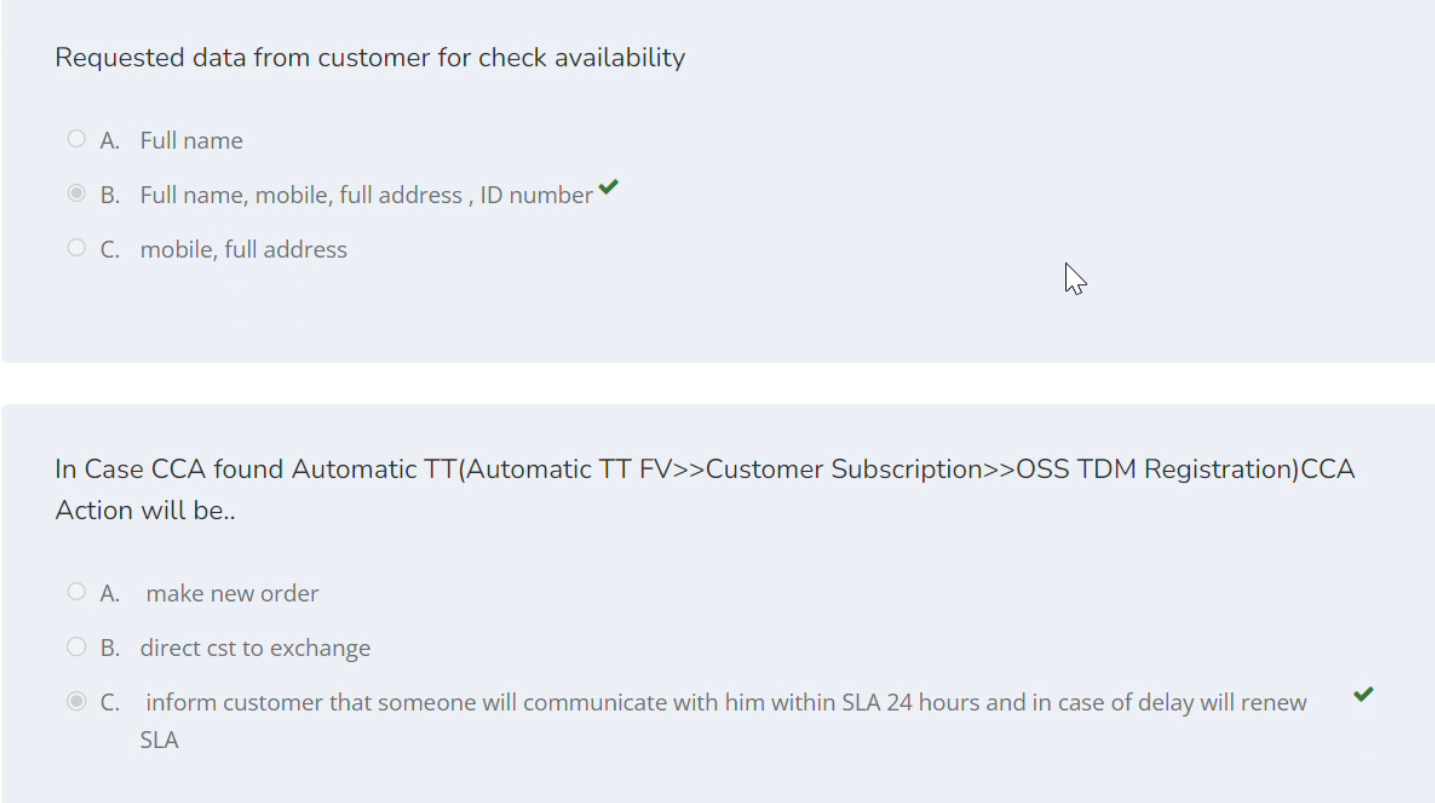 Requested data from customer for check availability
A. Full name
B. Full name, mobile, full address , ID number
C. mobile, full address
In Case CCA found Automatic TT(Automatic TT FV>>Customer Subscription>>OSS TDM Registration)CCA
Action will be..
A. make new order
B. direct cst to exchange
C. inform customer that someone will communicate with him within SLA 24 hours and in case of delay will renew
SLA